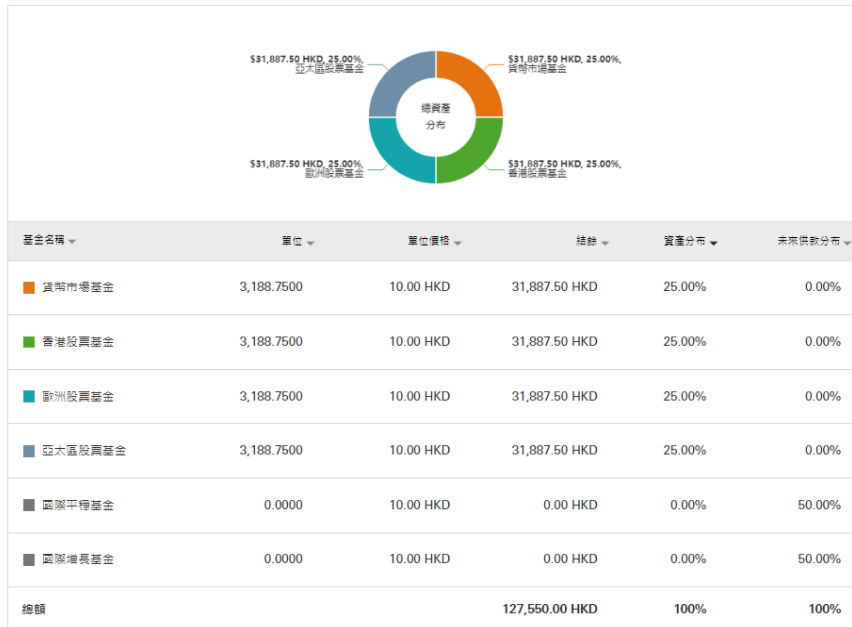 $31,887.50 HKD, 25.00%,
亞太區股票基金
$31,887.50 HKD, 25.00%,
貨幣市場基金
總資產
分布
$31,887.50 HKD, 25.00%,
歐洲股票基金
$31,887.50 HKD, 25.00%,
香港股票基金
基金名稱 單位 單位價格 結餘 資產分布 未來供款分布
貨幣市場基金 3,188.7500 10.00 HKD 31,887.50 HKD 25.00% 0.00%
香港股票基金 3,188.7500 10.00 HKD 31,887.50 HKD 25.00% 0.00%
歐洲股票基金 3,188.7500 10.00 HKD 31,887.50 HKD 25.00% 0.00%
亞太區股票基金 3,188.7500 10.00 HKD 31,887.50 HKD 25.00% 0.00%
國際平穩基金 0.0000 10.00 HKD 0.00 HKD 0.00% 50.00%
國際增長基金 0.0000 10.00 HKD 0.00 HKD 0.00% 50.00%
總額 127,550.00 HKD 100% 100%